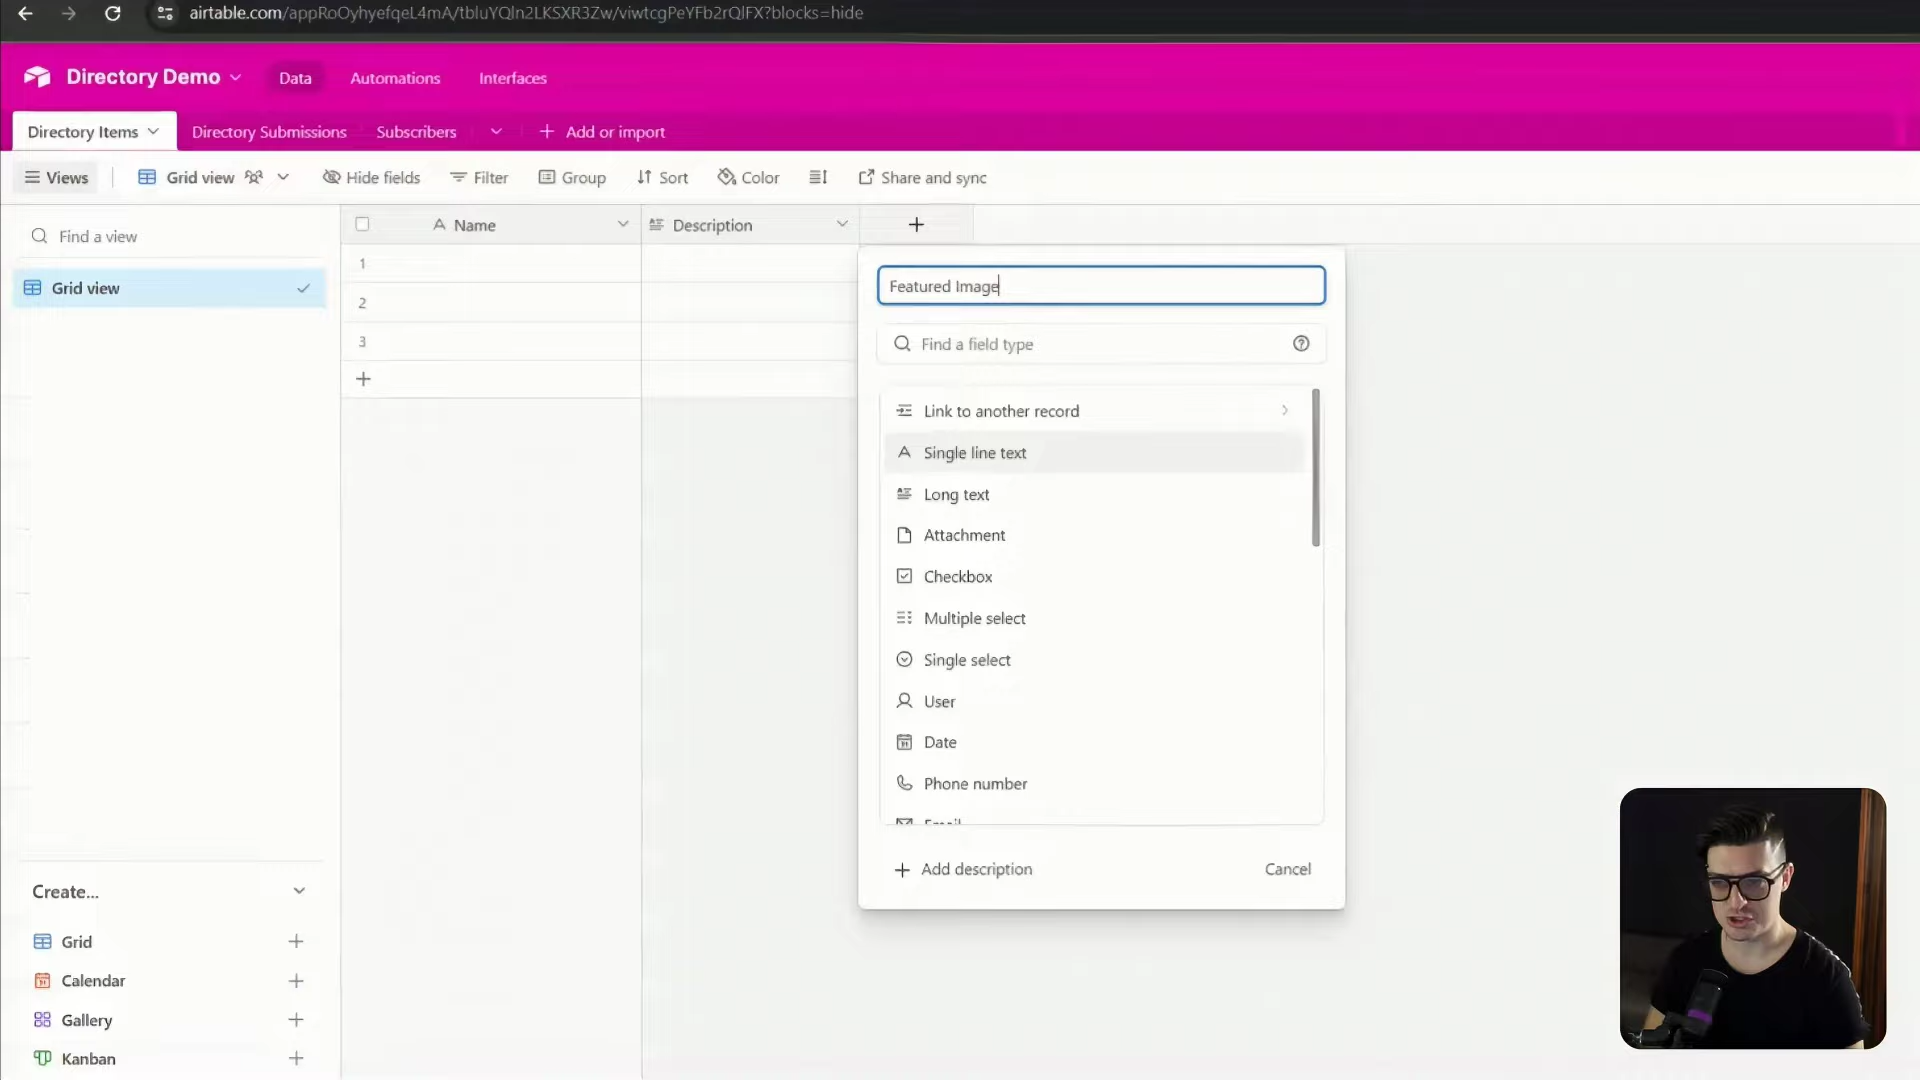 airtable.com/appRoOyhyefqeL4mA/tbluYQln2LKSXR3Zw/viwtcgPeYFb2rQlFX?blocks=hide
Directory Demo
Data
Automations
Interfaces
Directory Items
Directory Submissions
Subscribers
Add or import
Views
Grid view
Hide fields
Filter
Group
Sort
Color
Share and sync
Find a view
Grid view
Name
Description
1
2
3
Featured Image
Find a field type
Link to another record
Single line text
Long text
Attachment
Checkbox
Multiple select
Single select
User
Date
Phone number
Email
Add description
Cancel
Create...
Grid
Calendar
Gallery
Kanban